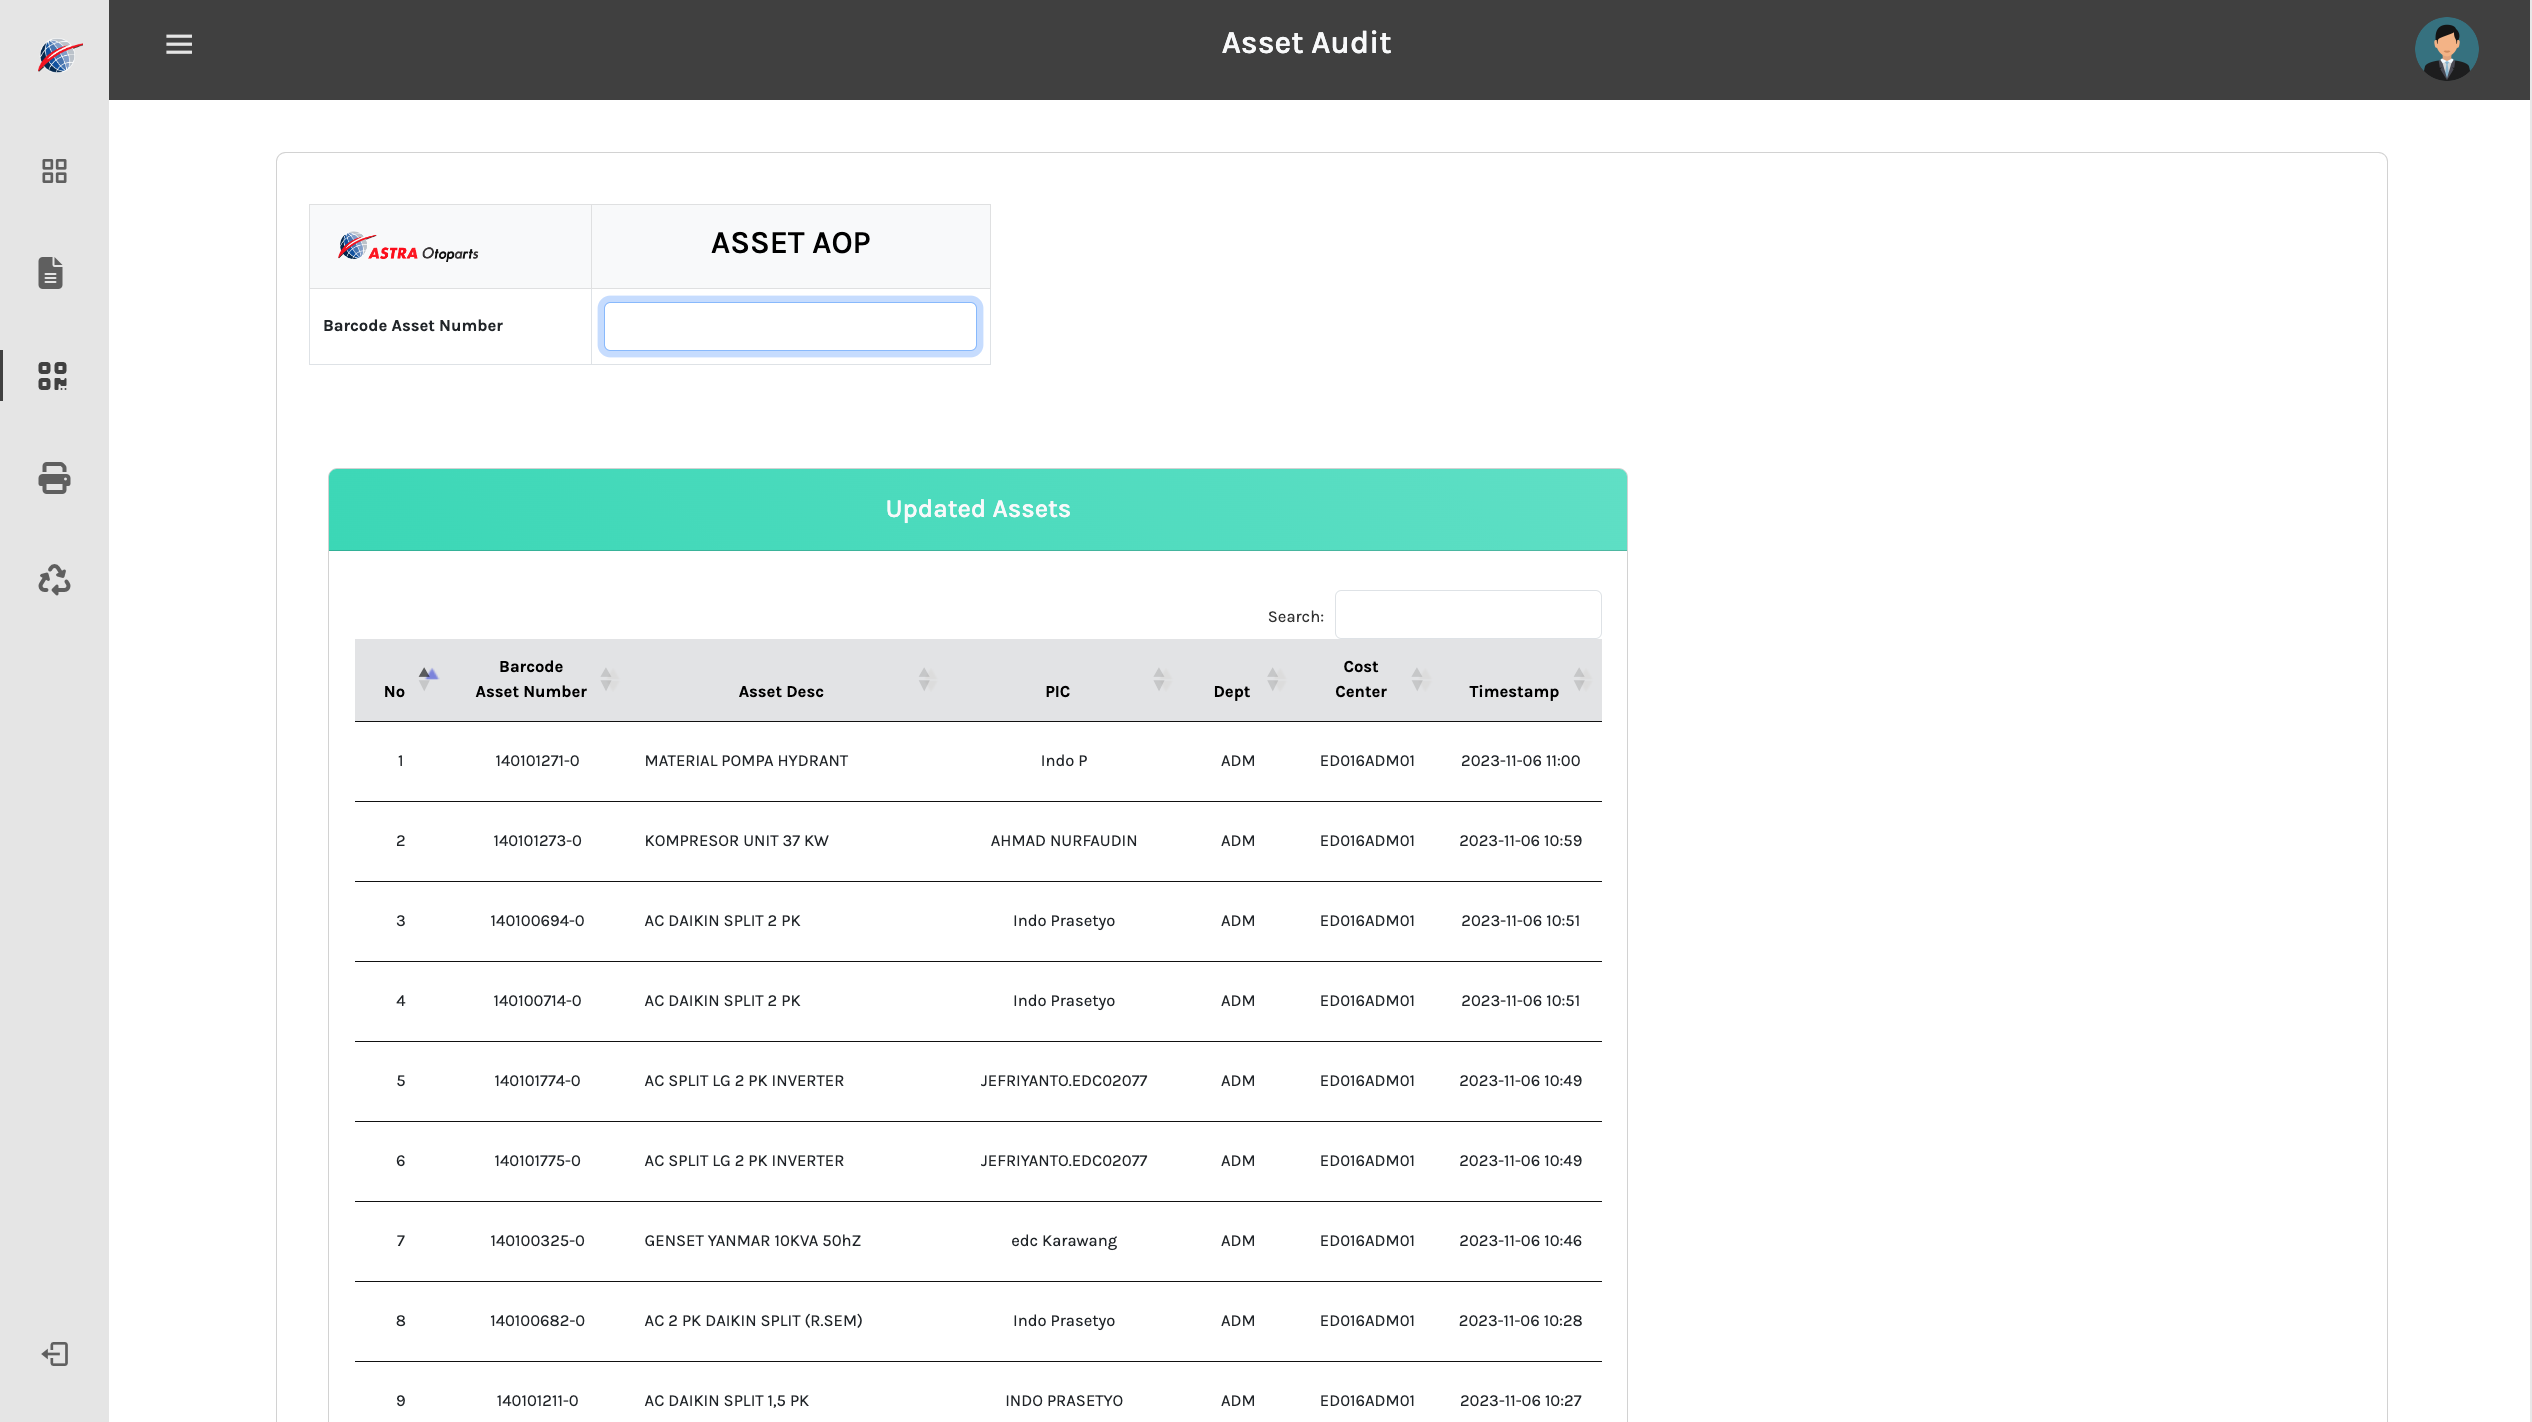 Asset Audit
ASTRA Otoparts
ASSET AOP
Barcode Asset Number
Updated Assets
Search:
No Barcode Asset Number Asset Desc PIC Dept Cost Center Timestamp
1 140101271-0 MATERIAL POMPA HYDRANT Indo P ADM ED016ADM01 2023-11-06 11:00
2 140101273-0 KOMPRESOR UNIT 37 KW AHMAD NURFAUDIN ADM ED016ADM01 2023-11-06 10:59
3 140100694-0 AC DAIKIN SPLIT 2 PK Indo Prasetyo ADM ED016ADM01 2023-11-06 10:51
4 140100714-0 AC DAIKIN SPLIT 2 PK Indo Prasetyo ADM ED016ADM01 2023-11-06 10:51
5 140101774-0 AC SPLIT LG 2 PK INVERTER JEFRIYANTO.EDC02077 ADM ED016ADM01 2023-11-06 10:49
6 140101775-0 AC SPLIT LG 2 PK INVERTER JEFRIYANTO.EDC02077 ADM ED016ADM01 2023-11-06 10:49
7 140100325-0 GENSET YANMAR 10KVA 50hZ edc Karawang ADM ED016ADM01 2023-11-06 10:46
8 140100682-0 AC 2 PK DAIKIN SPLIT (R.SEM) Indo Prasetyo ADM ED016ADM01 2023-11-06 10:28
9 140101211-0 AC DAIKIN SPLIT 1,5 PK INDO PRASETYO ADM ED016ADM01 2023-11-06 10:27